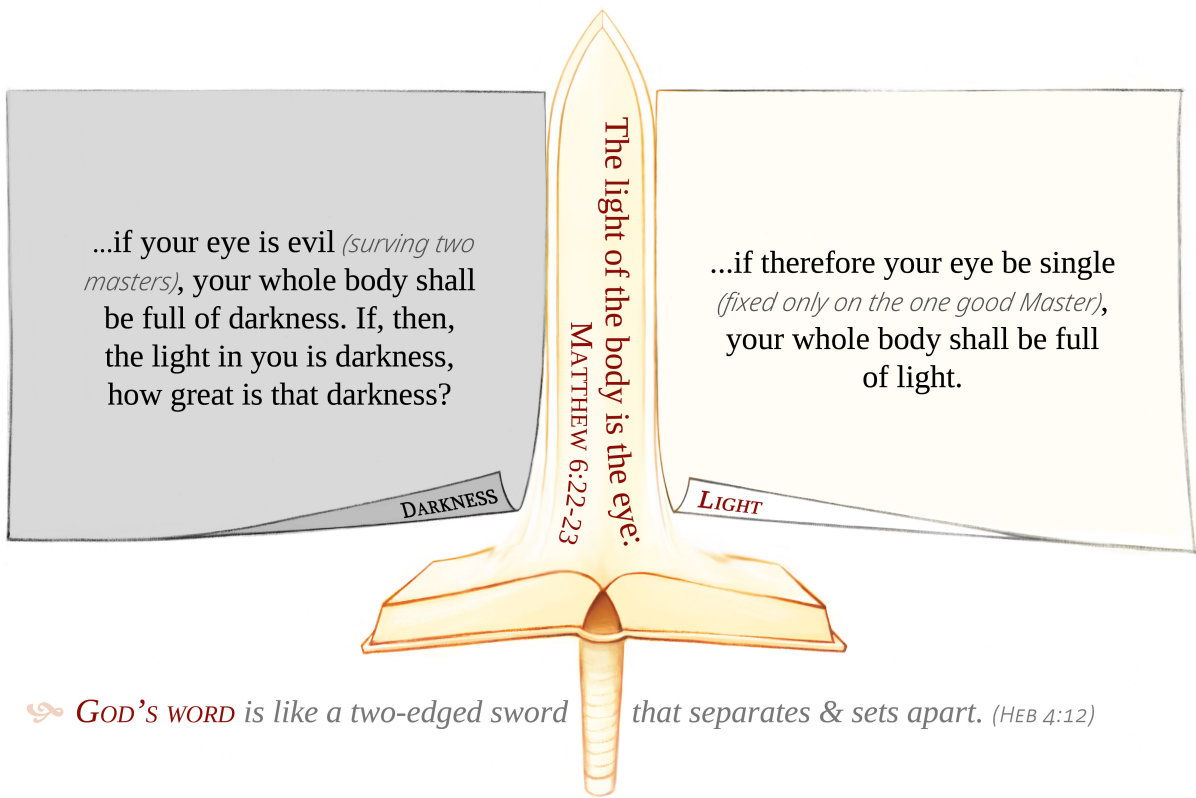 The light of the body is the eye:
MATTHEW 6:22-23
...if your eye is evil (surving two
masters), your whole body shall
be full of darkness. If, then,
the light in you is darkness,
how great is that darkness?
DARKNESS
...if therefore your eye be single
(fixed only on the one good Master),
your whole body shall be full
of light.
LIGHT
GOD'S WORD is like a two-edged sword that separates & sets apart. (HEB 4:12)